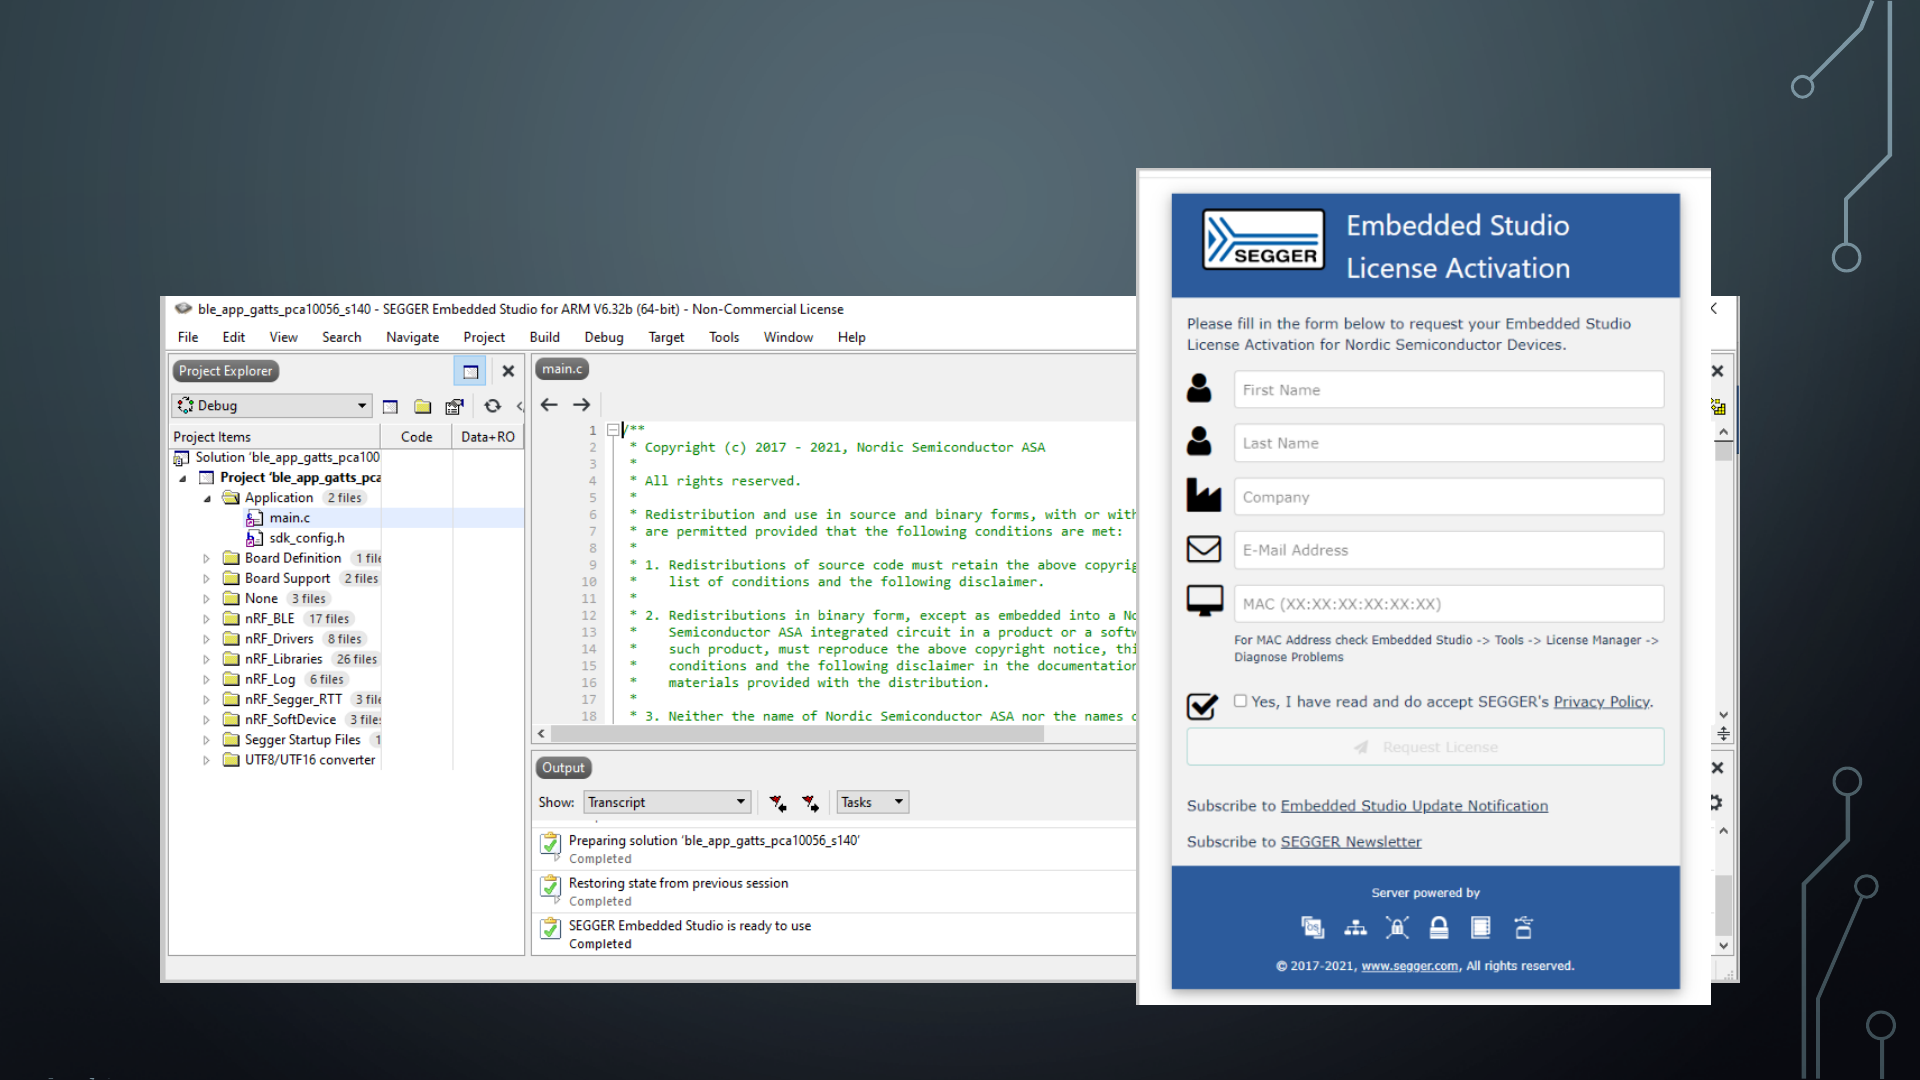 ble_app_gatts_pca10056_s140 - SEGGER Embedded Studio for ARM V6.32b (64-bit) - Non-Commercial License
File Edit View Search Navigate Project Build Debug Target Tools Window Help
Project Explorer
Debug
Project Items Code Data+RO
Solution 'ble_app_gatts_pca100
Project 'ble_app_gatts_pca
Application 2 files
main.c
sdk_config.h
Board Definition 1 file
Board Support 2 files
None 3 files
nRF_BLE 17 files
nRF_Drivers 8 files
nRF_Libraries 26 files
nRF_Log 6 files
nRF_Segger_RTT 3 file
nRF_SoftDevice 3 files
Segger Startup Files 1
UTF8/UTF16 converter
main.c
1 /**
2 * Copyright (c) 2017 - 2021, Nordic Semiconductor ASA
3 *
4 * All rights reserved.
5 *
6 * Redistribution and use in source and binary forms, with or with
7 * are permitted provided that the following conditions are met:
8 *
9 * 1. Redistributions of source code must retain the above copyrig
10 * list of conditions and the following disclaimer.
11 *
12 * 2. Redistributions in binary form, except as embedded into a No
13 * Semiconductor ASA integrated circuit in a product or a softw
14 * such product, must reproduce the above copyright notice, thi
15 * conditions and the following disclaimer in the documentation
16 * materials provided with the distribution.
17 *
18 * 3. Neither the name of Nordic Semiconductor ASA nor the names o
Output
Show: Transcript Tasks
Preparing solution 'ble_app_gatts_pca10056_s140'
Completed
Restoring state from previous session
Completed
SEGGER Embedded Studio is ready to use
Completed
SEGGER
Embedded Studio
License Activation
Please fill in the form below to request your Embedded Studio
License Activation for Nordic Semiconductor Devices.
First Name
Last Name
Company
E-Mail Address
MAC (XX:XX:XX:XX:XX:XX)
For MAC Address check Embedded Studio -> Tools -> License Manager ->
Diagnose Problems
Yes, I have read and do accept SEGGER's Privacy Policy.
Request License
Subscribe to Embedded Studio Update Notification
Subscribe to SEGGER Newsletter
Server powered by
© 2017-2021, www.segger.com, All rights reserved.